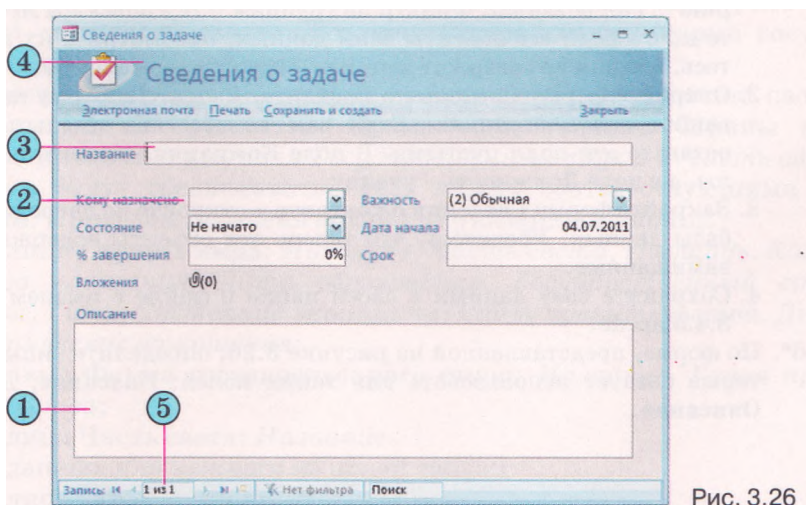 Сведения о задаче
4
Сведения о задаче
Электронная почта Печать Сохранить и создать Закрыть
3
Название
2
Кому назначено Важность (2) Обычная
Состояние Не начато Дата начала 04.07.2011
% завершения 0% Срок
Вложения (0)
Описание
1
5
Запись: 1 из 1 Нет фильтра Поиск
Рис. 3.26